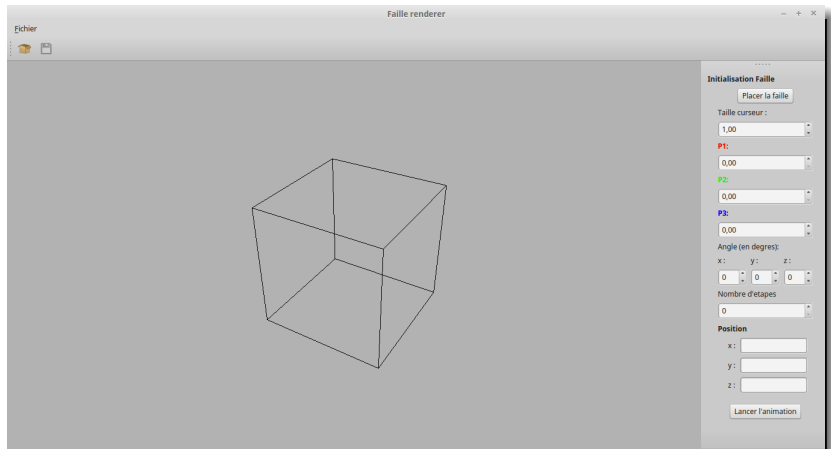 Faille renderer
Fichier
Initialisation Faille
Placer la faille
Taille curseur :
1,00
P1:
0,00
P2:
0,00
P3:
0,00
Angle (en degres):
x : y : z :
0 0 0
Nombre d'etapes
0
Position
x :
y :
z :
Lancer l'animation